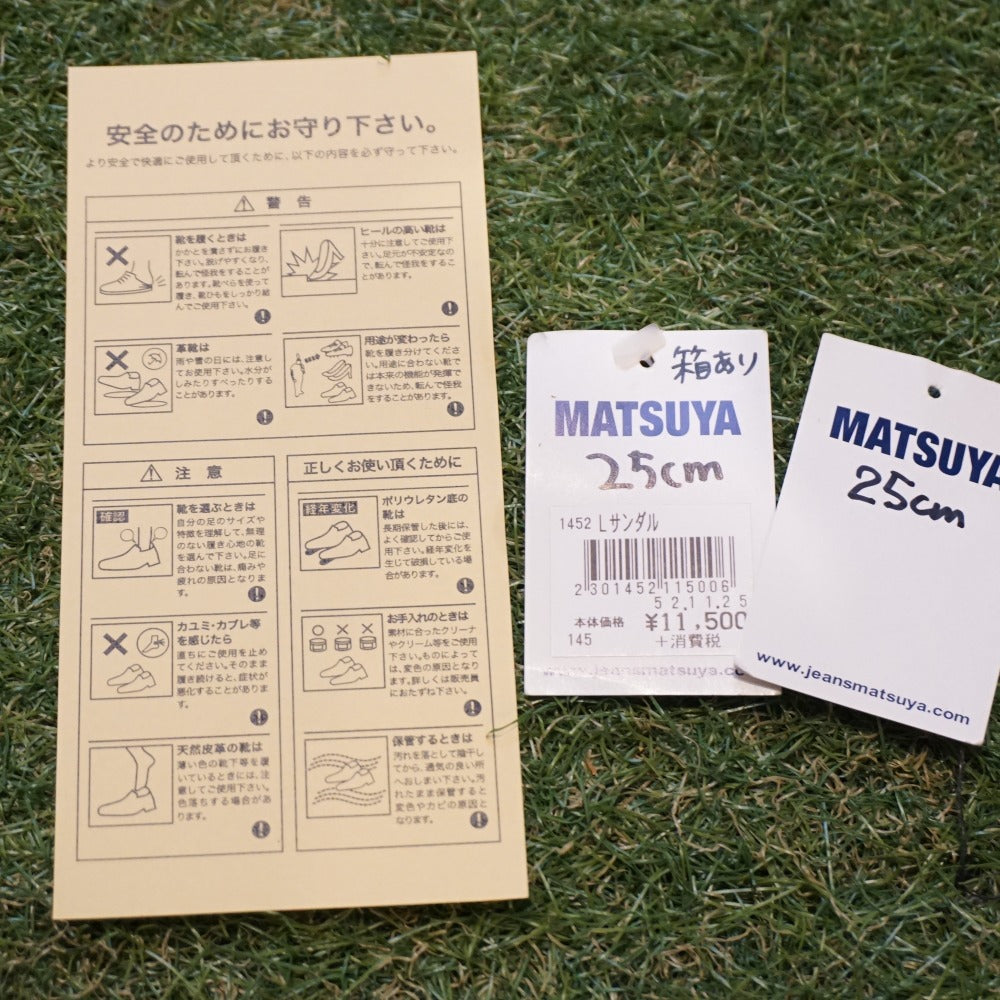 安全のためにお守り下さい。
より安全で快適にご使用して頂くために、以下の内容を必ず守って下さい。
警告
靴を履くときは
かかとを潰さずにお履き
下さい。脱げやすくなり、
転んで怪我をすることが
あります。靴べらを使って
履き、靴ひもをしっかり結
んでご使用下さい。
ヒールの高い靴は
十分に注意してご使用下
さい。足元が不安定なの
で、転んで怪我をするこ
とがあります。
革靴は
雨や雪の日には、注意し
てお使用下さい。水分が
しみたりすべったりする
ことがあります。
用途が変わったら
靴を履き分けてくださ
い。用途に合わない靴で
は本来の機能が発揮で
きないため、転んで怪我
をすることがあります。
注意
確認
靴を選ぶときは
自分の足のサイズや
特徴を理解して、無理
のない履き心地の靴
を選んで下さい。足に
合わない靴は、痛みや
疲れの原因となりま
す。
カユミ・カブレ等
を感じたら
直ちにご使用を止め
てください。そのまま
履き続けると、症状が
悪化することがありま
す。
天然皮革の靴は
薄い色の靴下等を履
いているときには、注
意してご使用下さい。
色落ちする場合があ
ります。
正しくお使い頂くために
経年変化
ポリウレタン底の
靴は
長期保管した後には、
よく確認してからご使
用下さい。経年変化を
生じて破損している場
合があります。
お手入れのときは
素材に合ったクリーナ
やクリーム等をご使用
下さい。ものによって
は、変色の原因となり
ます。詳しくは販売員
におたずね下さい。
保管するときは
汚れを落として陰干し
てから、通気の良い所
へおしまい下さい。汚
れたまま保管すると
変色やカビの原因と
なります。
箱あり
MATSUYA
25cm
1452 Lサンダル
2 301452 115006
52.11.25
本体価格 ¥11,500
145 +消費税
www.jeansmatsuya.co
MATSUYA
25cm
www.jeansmatsuya.com